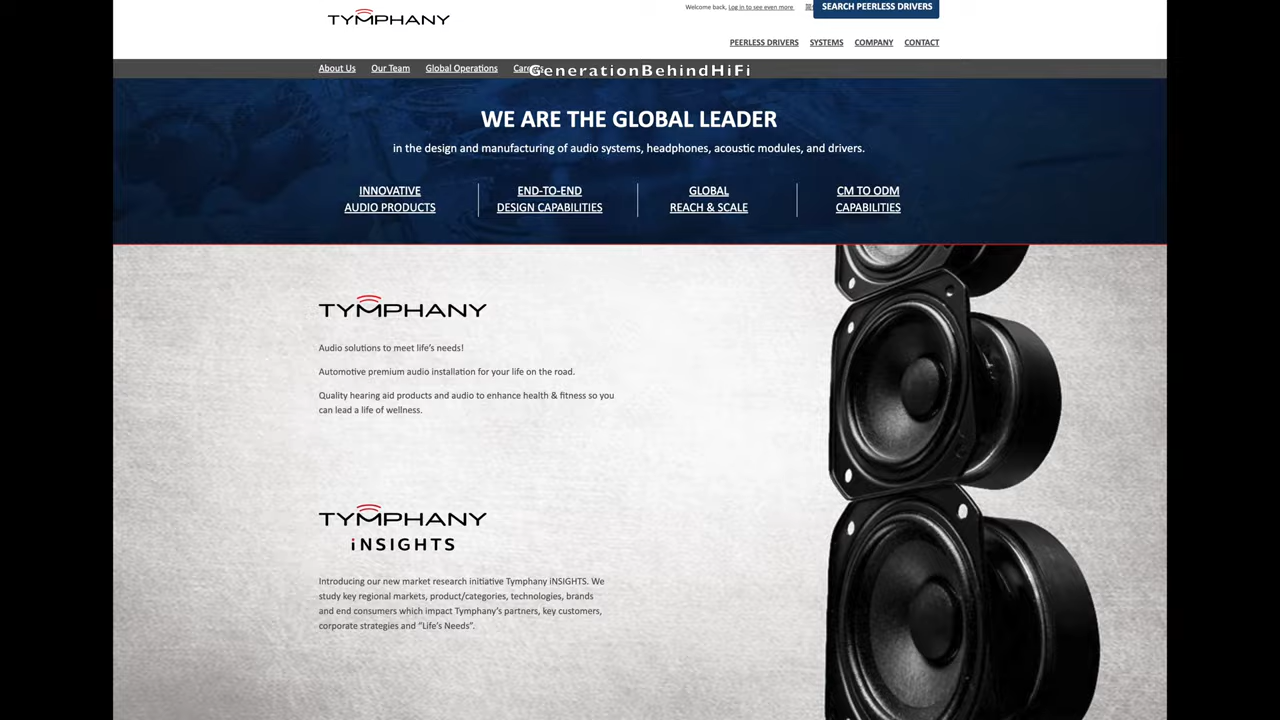 TYMPHANY
Welcome back, Log in to see even more
SEARCH PEERLESS DRIVERS
PEERLESS DRIVERS SYSTEMS COMPANY CONTACT
About Us Our Team Global Operations Careers
GenerationBehindHiFi
WE ARE THE GLOBAL LEADER
in the design and manufacturing of audio systems, headphones, acoustic modules, and drivers.
INNOVATIVE
AUDIO PRODUCTS
END-TO-END
DESIGN CAPABILITIES
GLOBAL
REACH & SCALE
CM TO ODM
CAPABILITIES
TYMPHANY
Audio solutions to meet life's needs!
Automotive premium audio installation for your life on the road.
Quality hearing aid products and audio to enhance health & fitness so you
can lead a life of wellness.
TYMPHANY
iNSIGHTS
Introducing our new market research initiative Tymphany iNSIGHTS. We
study key regional markets, product/categories, technologies, brands
and end consumers which impact Tymphany's partners, key customers,
corporate strategies and "Life's Needs".